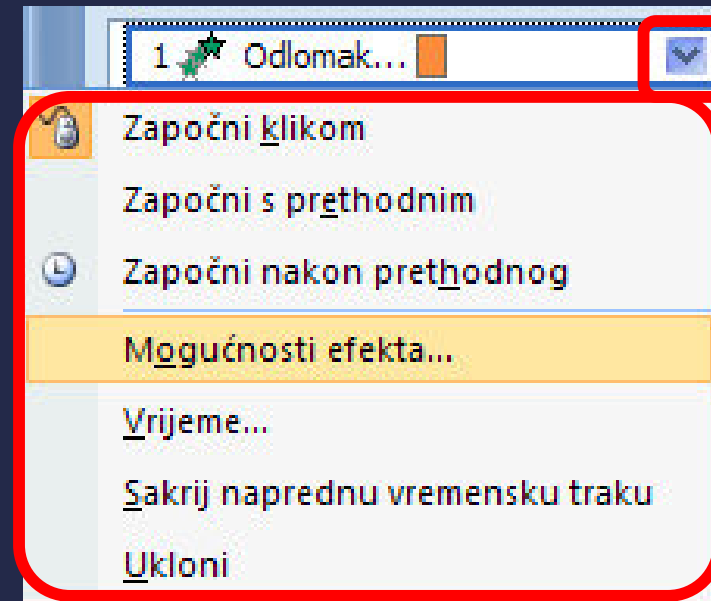 1 Odlomak...
Započni klikom
Započni s prethodnim
Započni nakon prethodnog
Mogućnosti efekta...
Vrijeme...
Sakrij naprednu vremensku traku
Ukloni